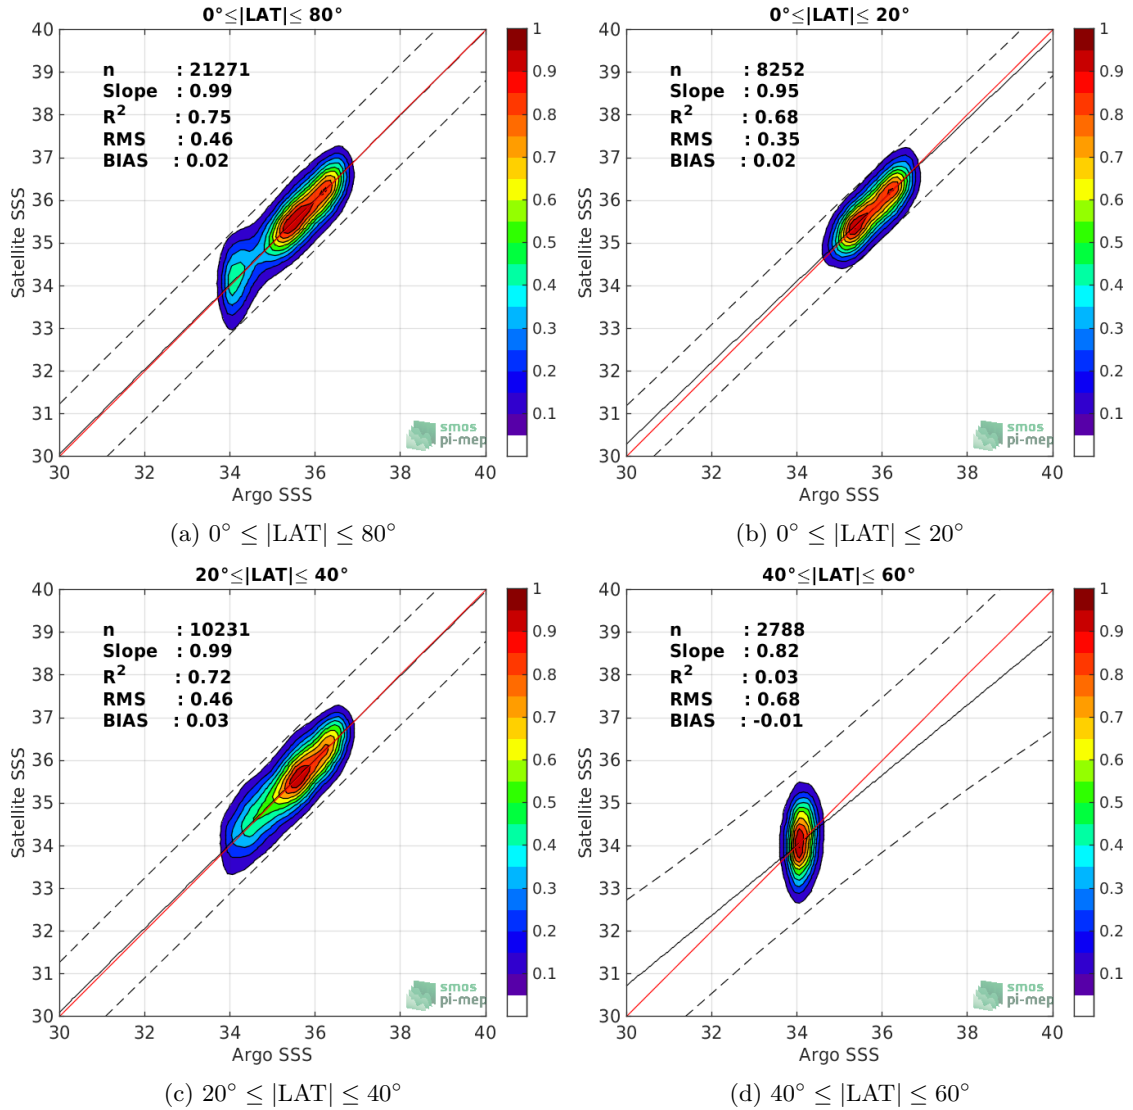 0°≤|LAT|≤ 80°
n : 21271
Slope : 0.99
R² : 0.75
RMS : 0.46
BIAS : 0.02
40
39
38
37
36
35
34
33
32
31
30
30 32 34 36 38 40
Satellite SSS
Argo SSS
1
0.9
0.8
0.7
0.6
0.5
0.4
0.3
0.2
0.1
smos
pi-mep
(a) 0° ≤ |LAT| ≤ 80°
0°≤|LAT|≤ 20°
n : 8252
Slope : 0.95
R² : 0.68
RMS : 0.35
BIAS : 0.02
40
39
38
37
36
35
34
33
32
31
30
30 32 34 36 38 40
Satellite SSS
Argo SSS
1
0.9
0.8
0.7
0.6
0.5
0.4
0.3
0.2
0.1
smos
pi-mep
(b) 0° ≤ |LAT| ≤ 20°
20°≤|LAT|≤ 40°
n : 10231
Slope : 0.99
R² : 0.72
RMS : 0.46
BIAS : 0.03
40
39
38
37
36
35
34
33
32
31
30
30 32 34 36 38 40
Satellite SSS
Argo SSS
1
0.9
0.8
0.7
0.6
0.5
0.4
0.3
0.2
0.1
smos
pi-mep
(c) 20° ≤ |LAT| ≤ 40°
40°≤|LAT|≤ 60°
n : 2788
Slope : 0.82
R² : 0.03
RMS : 0.68
BIAS : -0.01
40
39
38
37
36
35
34
33
32
31
30
30 32 34 36 38 40
Satellite SSS
Argo SSS
1
0.9
0.8
0.7
0.6
0.5
0.4
0.3
0.2
0.1
smos
pi-mep
(d) 40° ≤ |LAT| ≤ 60°